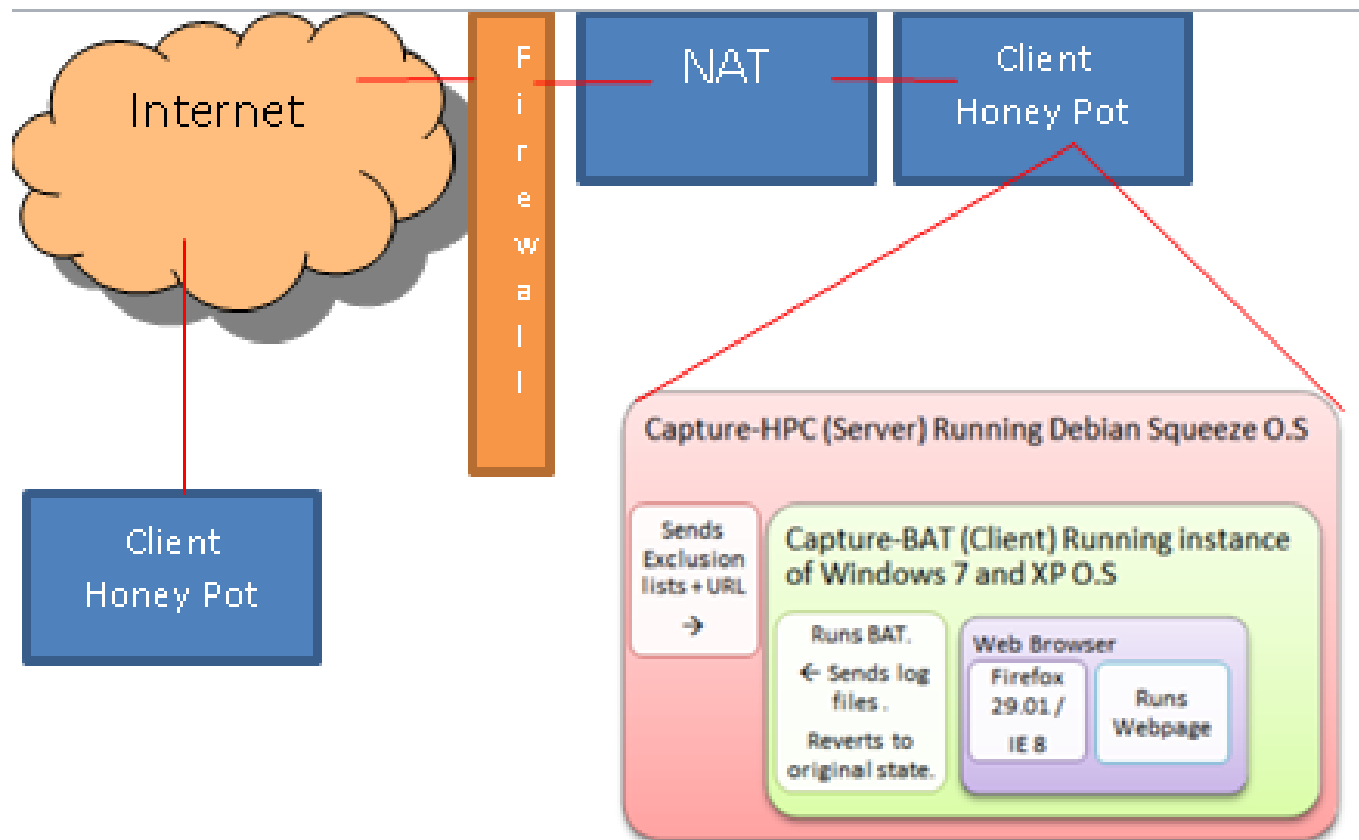 Internet
F
i
r
e
w
a
l
l
NAT
Client
Honey Pot
Client
Honey Pot
Capture-HPC (Server) Running Debian Squeeze O.S
Sends
Exclusion
lists + URL
→
Capture-BAT (Client) Running instance
of Windows 7 and XP O.S
Runs BAT.
← Sends log
files .
Reverts to
original state.
Web Browser
Firefox
29.01 /
IE 8
Runs
Webpage